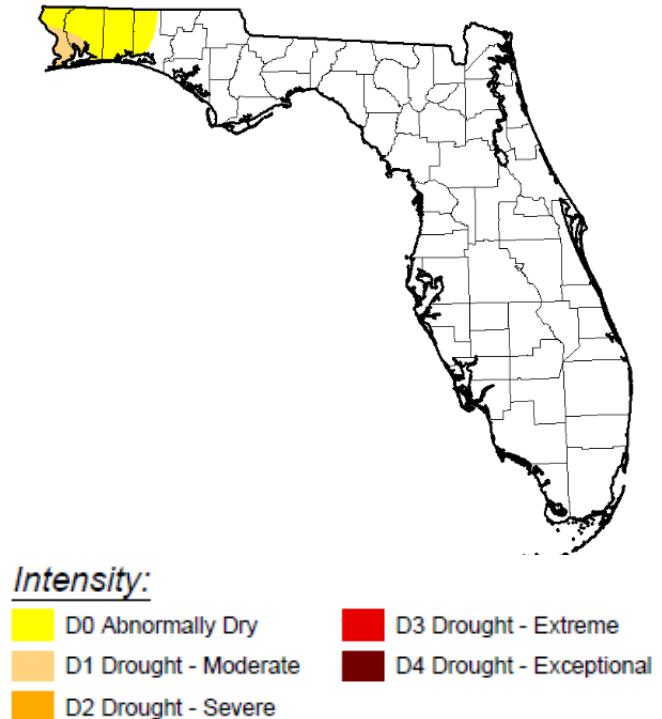 Intensity:
D0 Abnormally Dry
D1 Drought - Moderate
D2 Drought - Severe
D3 Drought - Extreme
D4 Drought - Exceptional